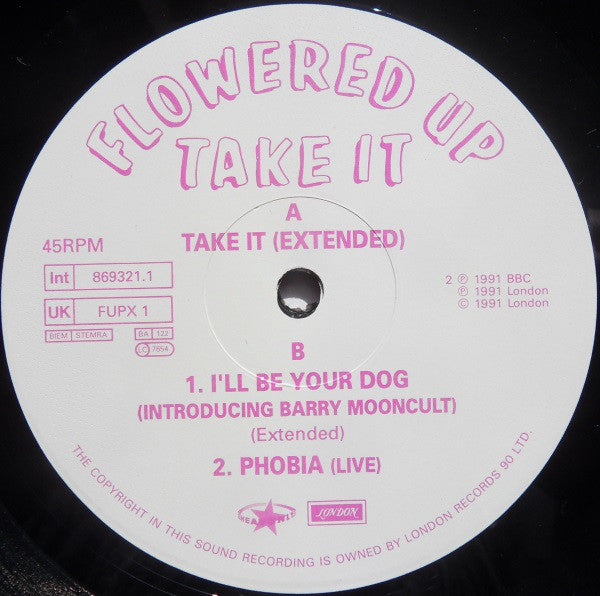 FLOWERED UP
TAKE IT
A
TAKE IT (EXTENDED)
45RPM
Int 869321.1
UK FUPX 1
BIEM STEMRA BA 122
LC 7654
2 ℗ 1991 BBC
℗ 1991 London
© 1991 London
B
1. I'LL BE YOUR DOG
(INTRODUCING BARRY MOONCULT)
(Extended)
2. PHOBIA (LIVE)
LONDON
THE COPYRIGHT IN THIS SOUND RECORDING IS OWNED BY LONDON RECORDS 90 LTD.